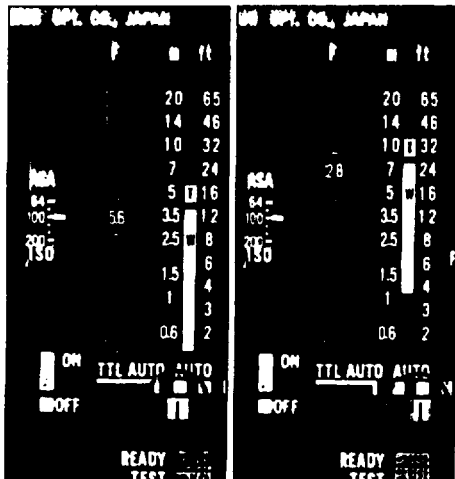 OPT. CO., JAPAN
F m ft
20 65
14 46
10 32
7 24
ASA
5 T 16
64
100
5.6
3.5 12
200
2.5 W 8
ISO
6
1.5
4
1
3
0.6 2
ON
TTL AUTO AUTO
OFF
READY
TEST
OPT. CO., JAPAN
m ft
20 65
14 46
10 T 32
2.8
7 24
ASA
5 W 16
64
100
3.5 12
200
2.5 8
ISO
6
1.5
4
1
3
0.6 2
ON
TTL AUTO AUTO
OFF
READY
TEST